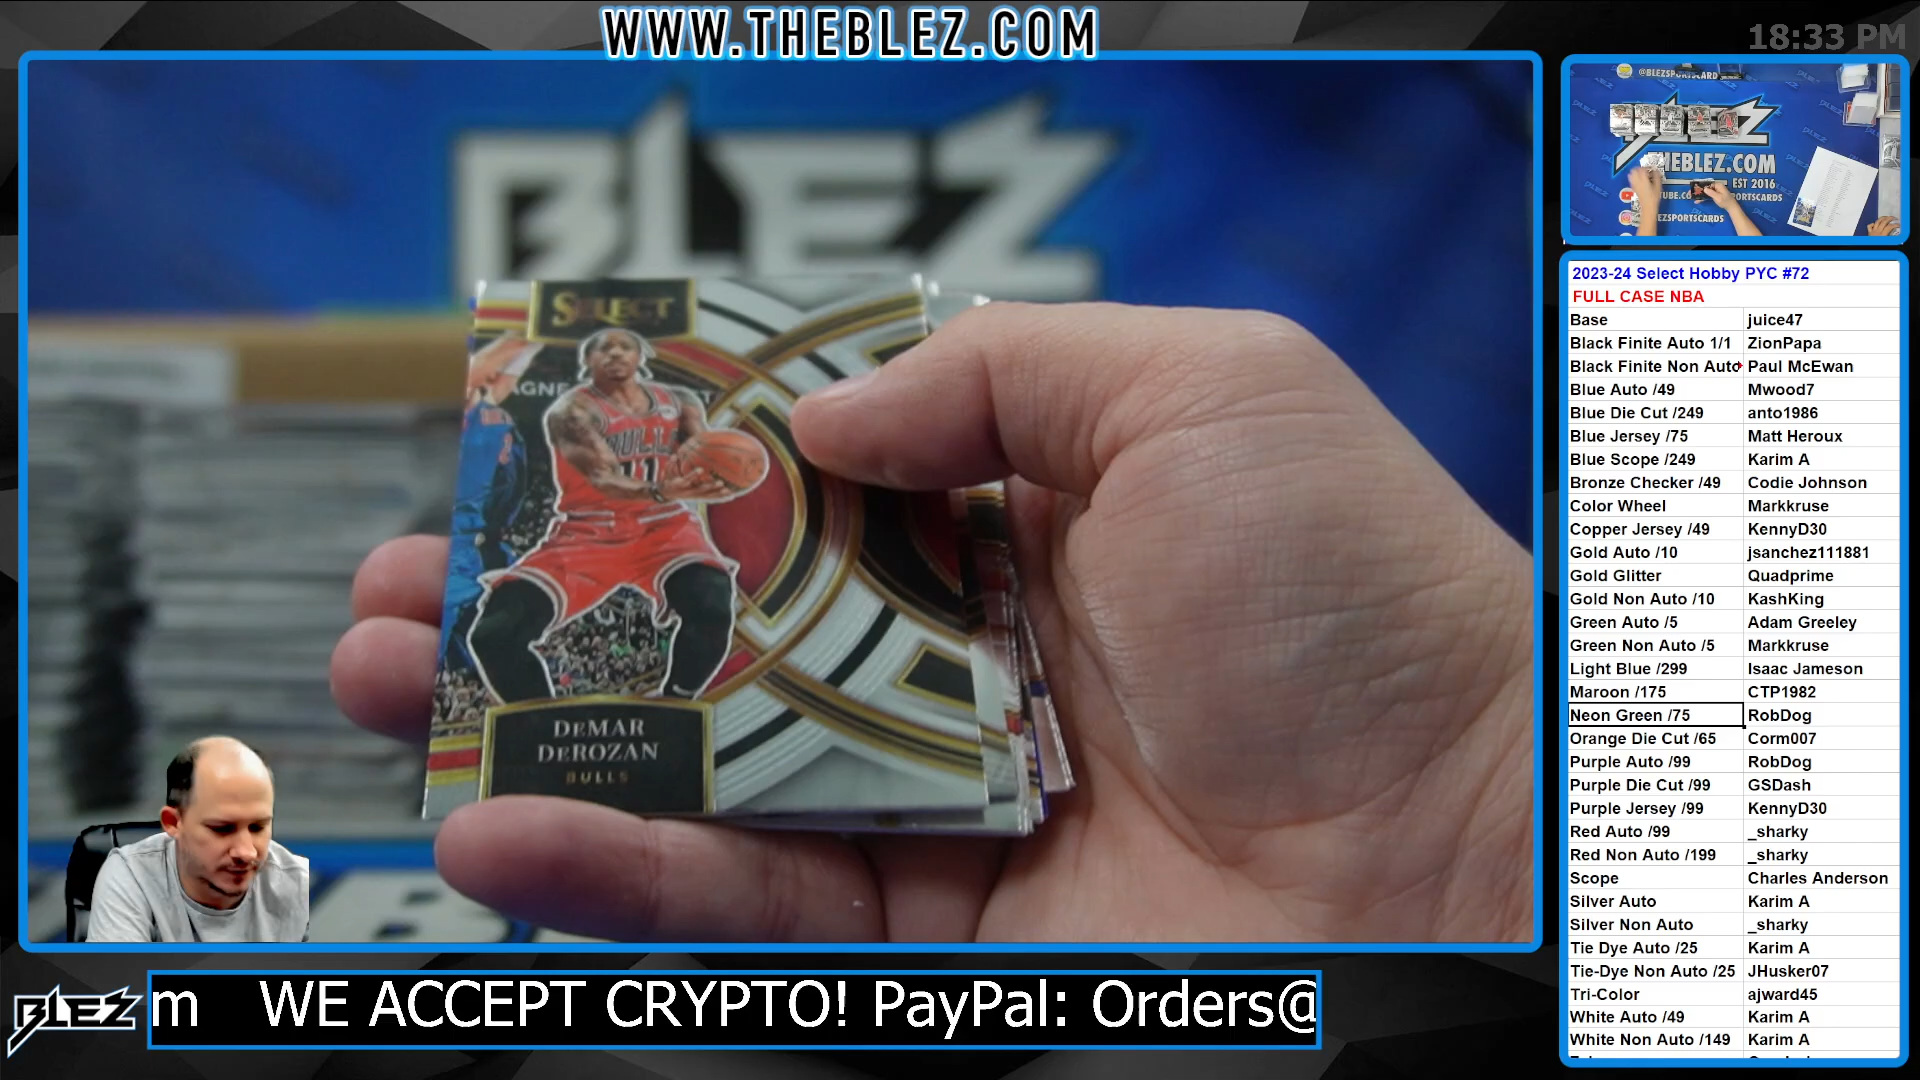 WWW.THEBLEZ.COM
18:33 PM
BLEZ
@BLEZSPORTSCARD
THEBLEZ.COM
EST 2016
SELECT
BULLS
11
DEMAR
DEROZAN
BULLS
2023-24 Select Hobby PYC #72
FULL CASE NBA
Base juice47
Black Finite Auto 1/1 ZionPapa
Black Finite Non Auto Paul McEwan
Blue Auto /49 Mwood7
Blue Die Cut /249 anto1986
Blue Jersey /75 Matt Heroux
Blue Scope /249 Karim A
Bronze Checker /49 Codie Johnson
Color Wheel Markkruse
Copper Jersey /49 KennyD30
Gold Auto /10 jsanchez111881
Gold Glitter Quadprime
Gold Non Auto /10 KashKing
Green Auto /5 Adam Greeley
Green Non Auto /5 Markkruse
Light Blue /299 Isaac Jameson
Maroon /175 CTP1982
Neon Green /75 RobDog
Orange Die Cut /65 Corm007
Purple Auto /99 RobDog
Purple Die Cut /99 GSDash
Purple Jersey /99 KennyD30
Red Auto /99 _sharky
Red Non Auto /199 _sharky
Scope Charles Anderson
Silver Auto Karim A
Silver Non Auto _sharky
Tie Dye Auto /25 Karim A
Tie-Dye Non Auto /25 JHusker07
Tri-Color ajward45
White Auto /49 Karim A
White Non Auto /149 Karim A
BLEZ
m WE ACCEPT CRYPTO! PayPal: Orders@